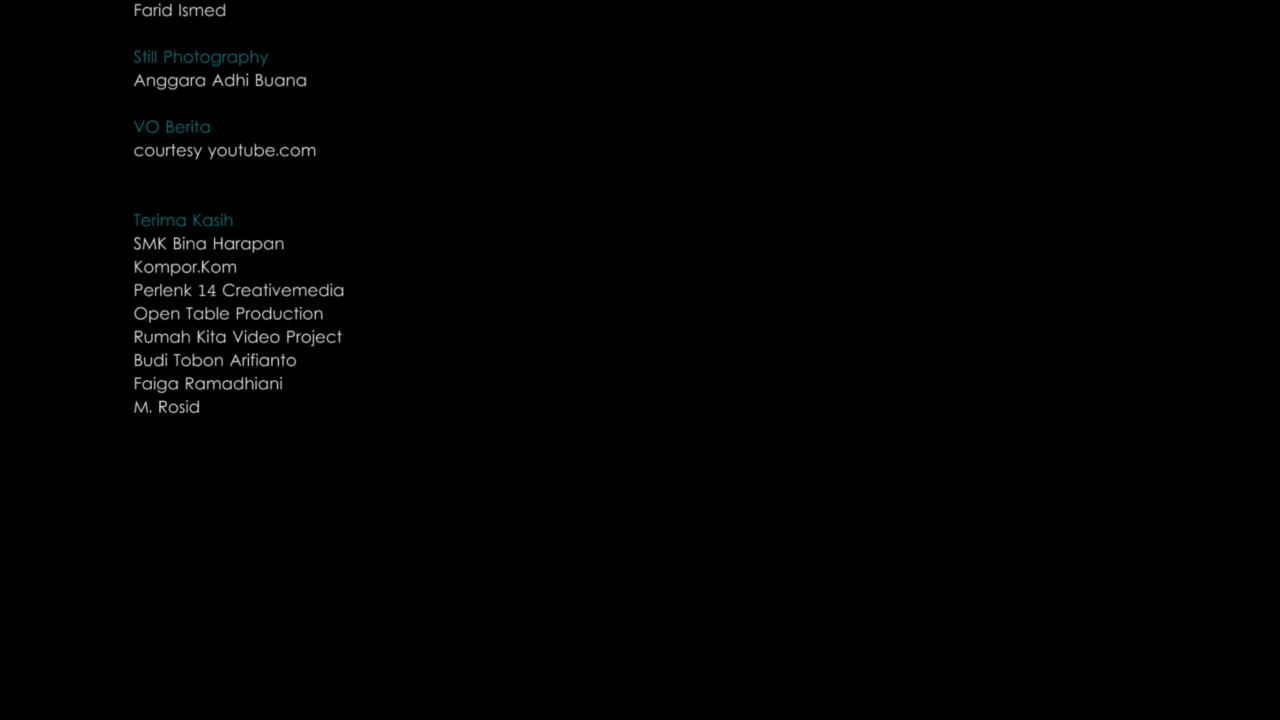 Farid Ismed
Still Photography
Anggara Adhi Buana
VO Berita
courtesy youtube.com
Terima Kasih
SMK Bina Harapan
Kompor.Kom
Perlenk 14 Creativemedia
Open Table Production
Rumah Kita Video Project
Budi Tobon Arifianto
Faiga Ramadhiani
M. Rosid